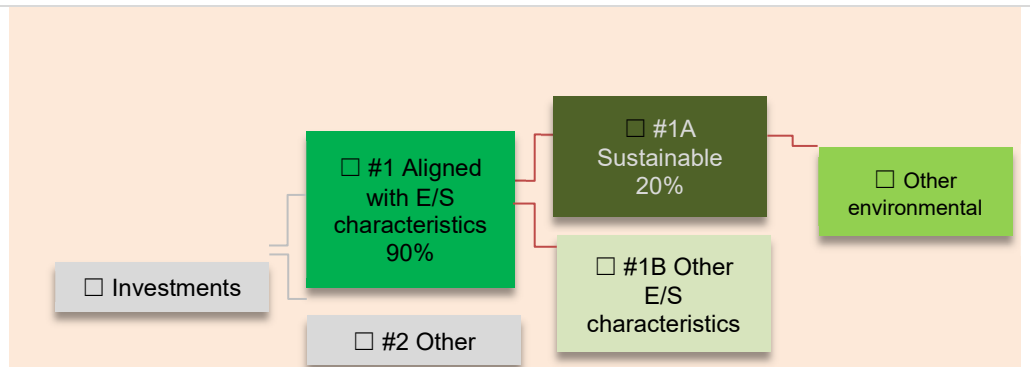 ☐ Investments
☐ #1 Aligned
with E/S
characteristics
90%
☐ #2 Other
☐ #1A
Sustainable
20%
☐ #1B Other
E/S
characteristics
☐ Other
environmental